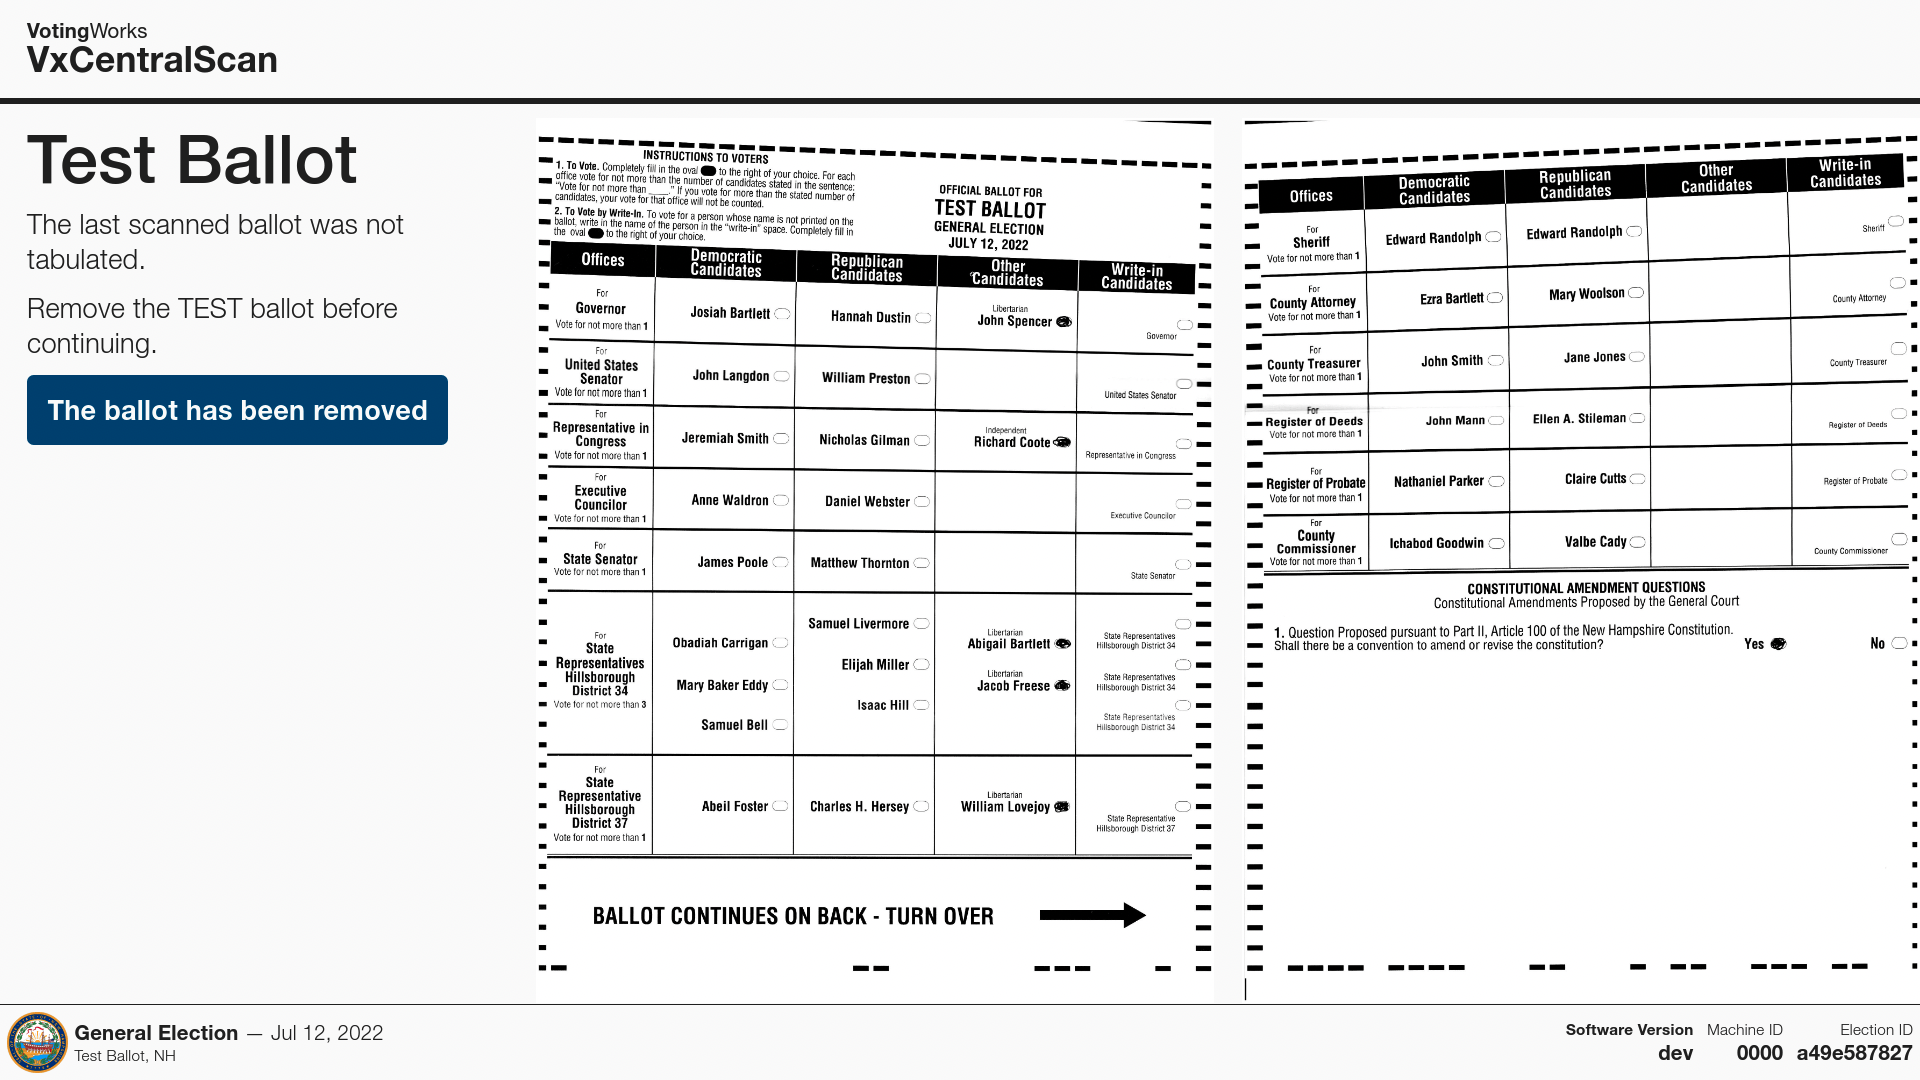 VotingWorks
VxCentralScan
Test Ballot
The last scanned ballot was not
tabulated.
Remove the TEST ballot before
continuing.
The ballot has been removed
INSTRUCTIONS TO VOTERS
1. To Vote. Completely fill in the oval to the right of your choice. For each
office vote for not more than the number of candidates stated in the sentence:
"Vote for not more than ____." If you vote for more than the stated number of
candidates, your vote for that office will not be counted.
2. To Vote by Write-In. To vote for a person whose name is not printed on the
ballot, write in the name of the person in the "write-in" space. Completely fill in
the oval to the right of your choice.
OFFICIAL BALLOT FOR
TEST BALLOT
GENERAL ELECTION
JULY 12, 2022
Offices
Democratic
Candidates
Republican
Candidates
Other
Candidates
Write-in
Candidates
For
Governor
Vote for not more than 1
Josiah Bartlett
Hannah Dustin
Libertarian
John Spencer
Governor
For
United States
Senator
Vote for not more than 1
John Langdon
William Preston
United States Senator
For
Representative in
Congress
Vote for not more than 1
Jeremiah Smith
Nicholas Gilman
Independent
Richard Coote
Representative in Congress
For
Executive
Councilor
Vote for not more than 1
Anne Waldron
Daniel Webster
Executive Councilor
For
State Senator
Vote for not more than 1
James Poole
Matthew Thornton
State Senator
For
State
Representatives
Hillsborough
District 34
Vote for not more than 3
Obadiah Carrigan
Mary Baker Eddy
Samuel Bell
Samuel Livermore
Elijah Miller
Isaac Hill
Libertarian
Abigail Bartlett
Libertarian
Jacob Freese
State Representatives
Hillsborough District 34
State Representatives
Hillsborough District 34
State Representatives
Hillsborough District 34
For
State
Representative
Hillsborough
District 37
Vote for not more than 1
Abeil Foster
Charles H. Hersey
Libertarian
William Lovejoy
State Representative
Hillsborough District 37
BALLOT CONTINUES ON BACK - TURN OVER
Offices
Democratic
Candidates
Republican
Candidates
Other
Candidates
Write-in
Candidates
For
Sheriff
Vote for not more than 1
Edward Randolph
Edward Randolph
Sheriff
For
County Attorney
Vote for not more than 1
Ezra Bartlett
Mary Woolson
County Attorney
For
County Treasurer
Vote for not more than 1
John Smith
Jane Jones
County Treasurer
For
Register of Deeds
Vote for not more than 1
John Mann
Ellen A. Stileman
Register of Deeds
For
Register of Probate
Vote for not more than 1
Nathaniel Parker
Claire Cutts
Register of Probate
For
County
Commissioner
Vote for not more than 1
Ichabod Goodwin
Valbe Cady
County Commissioner
CONSTITUTIONAL AMENDMENT QUESTIONS
Constitutional Amendments Proposed by the General Court
1. Question Proposed pursuant to Part II, Article 100 of the New Hampshire Constitution.
Shall there be a convention to amend or revise the constitution?
Yes
No
General Election — Jul 12, 2022
Test Ballot, NH
Software Version
dev
Machine ID
0000
Election ID
a49e587827